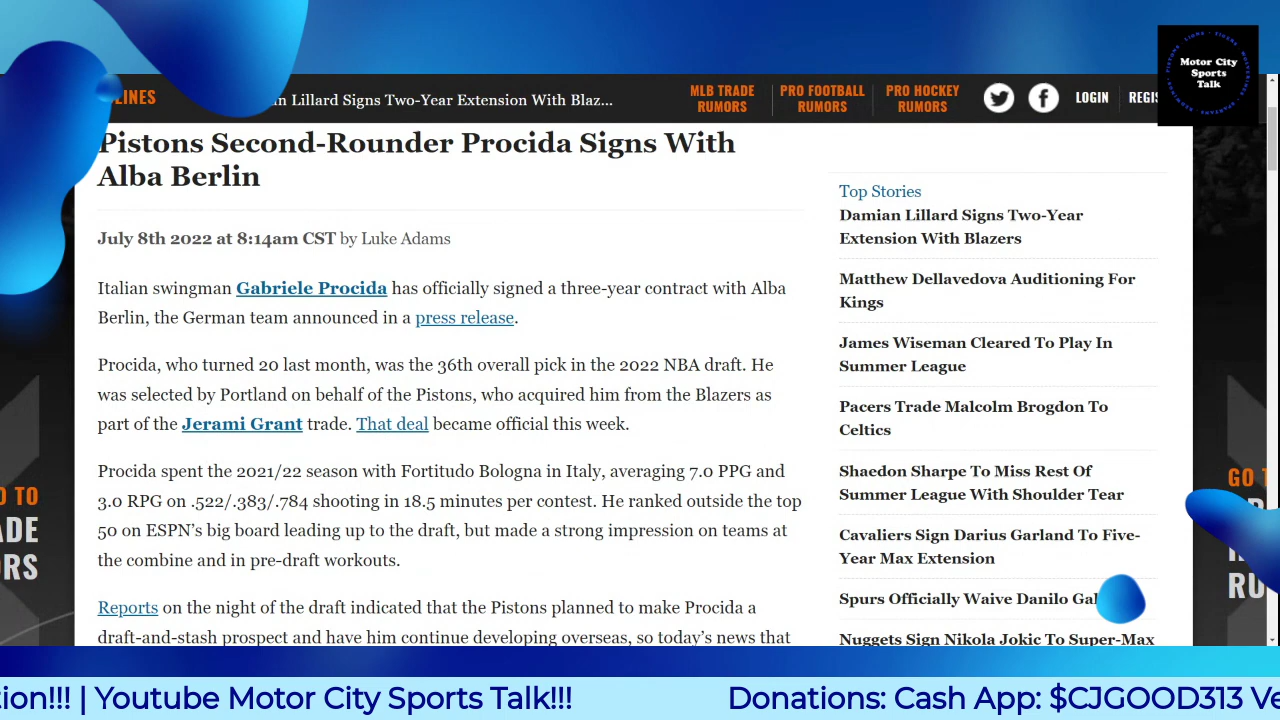 LINES
n Lillard Signs Two-Year Extension With Blaz...
MLB TRADE
RUMORS
PRO FOOTBALL
RUMORS
PRO HOCKEY
RUMORS
LOGIN
REGIS
Motor City
Sports
Talk
Pistons Second-Rounder Procida Signs With
Alba Berlin
July 8th 2022 at 8:14am CST by Luke Adams
Italian swingman Gabriele Procida has officially signed a three-year contract with Alba
Berlin, the German team announced in a press release.
Procida, who turned 20 last month, was the 36th overall pick in the 2022 NBA draft. He
was selected by Portland on behalf of the Pistons, who acquired him from the Blazers as
part of the Jerami Grant trade. That deal became official this week.
Procida spent the 2021/22 season with Fortitudo Bologna in Italy, averaging 7.0 PPG and
3.0 RPG on .522/.383/.784 shooting in 18.5 minutes per contest. He ranked outside the top
50 on ESPN's big board leading up to the draft, but made a strong impression on teams at
the combine and in pre-draft workouts.
Reports on the night of the draft indicated that the Pistons planned to make Procida a
draft-and-stash prospect and have him continue developing overseas, so today's news that
Top Stories
Damian Lillard Signs Two-Year
Extension With Blazers
Matthew Dellavedova Auditioning For
Kings
James Wiseman Cleared To Play In
Summer League
Pacers Trade Malcolm Brogdon To
Celtics
Shaedon Sharpe To Miss Rest Of
Summer League With Shoulder Tear
Cavaliers Sign Darius Garland To Five-
Year Max Extension
Spurs Officially Waive Danilo Gal
Nuggets Sign Nikola Jokic To Super-Max
O TO
ADE
ORS
GO T
RU
tion!!! | Youtube Motor City Sports Talk!!!
Donations: Cash App: $CJGOOD313 Ve